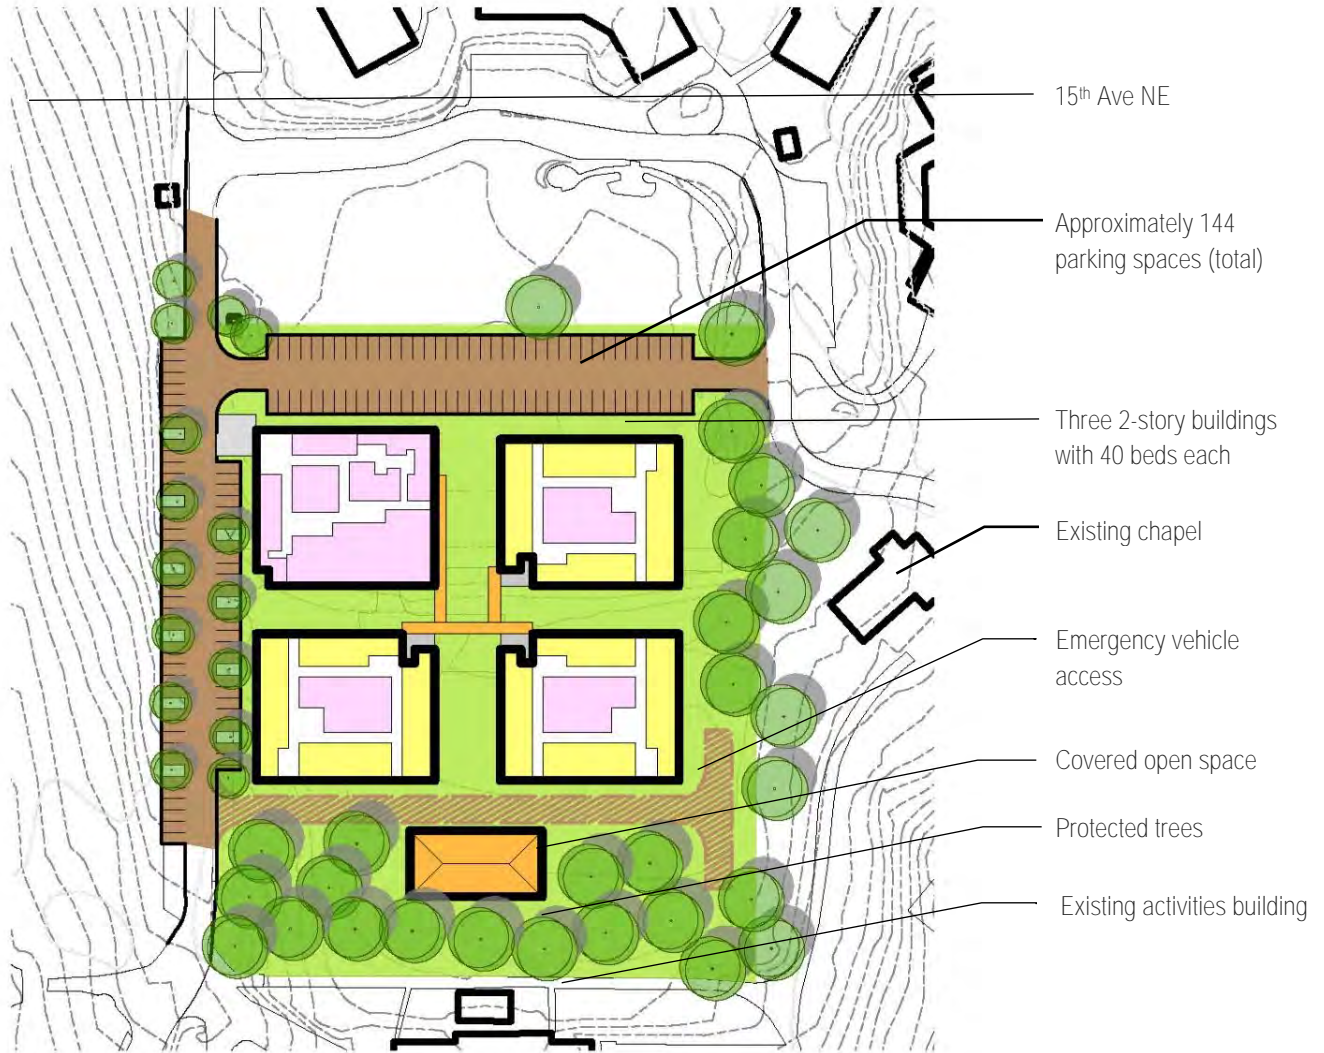 15th Ave NE
Approximately 144
parking spaces (total)
Three 2-story buildings
with 40 beds each
Existing chapel
Emergency vehicle
access
Covered open space
Protected trees
Existing activities building